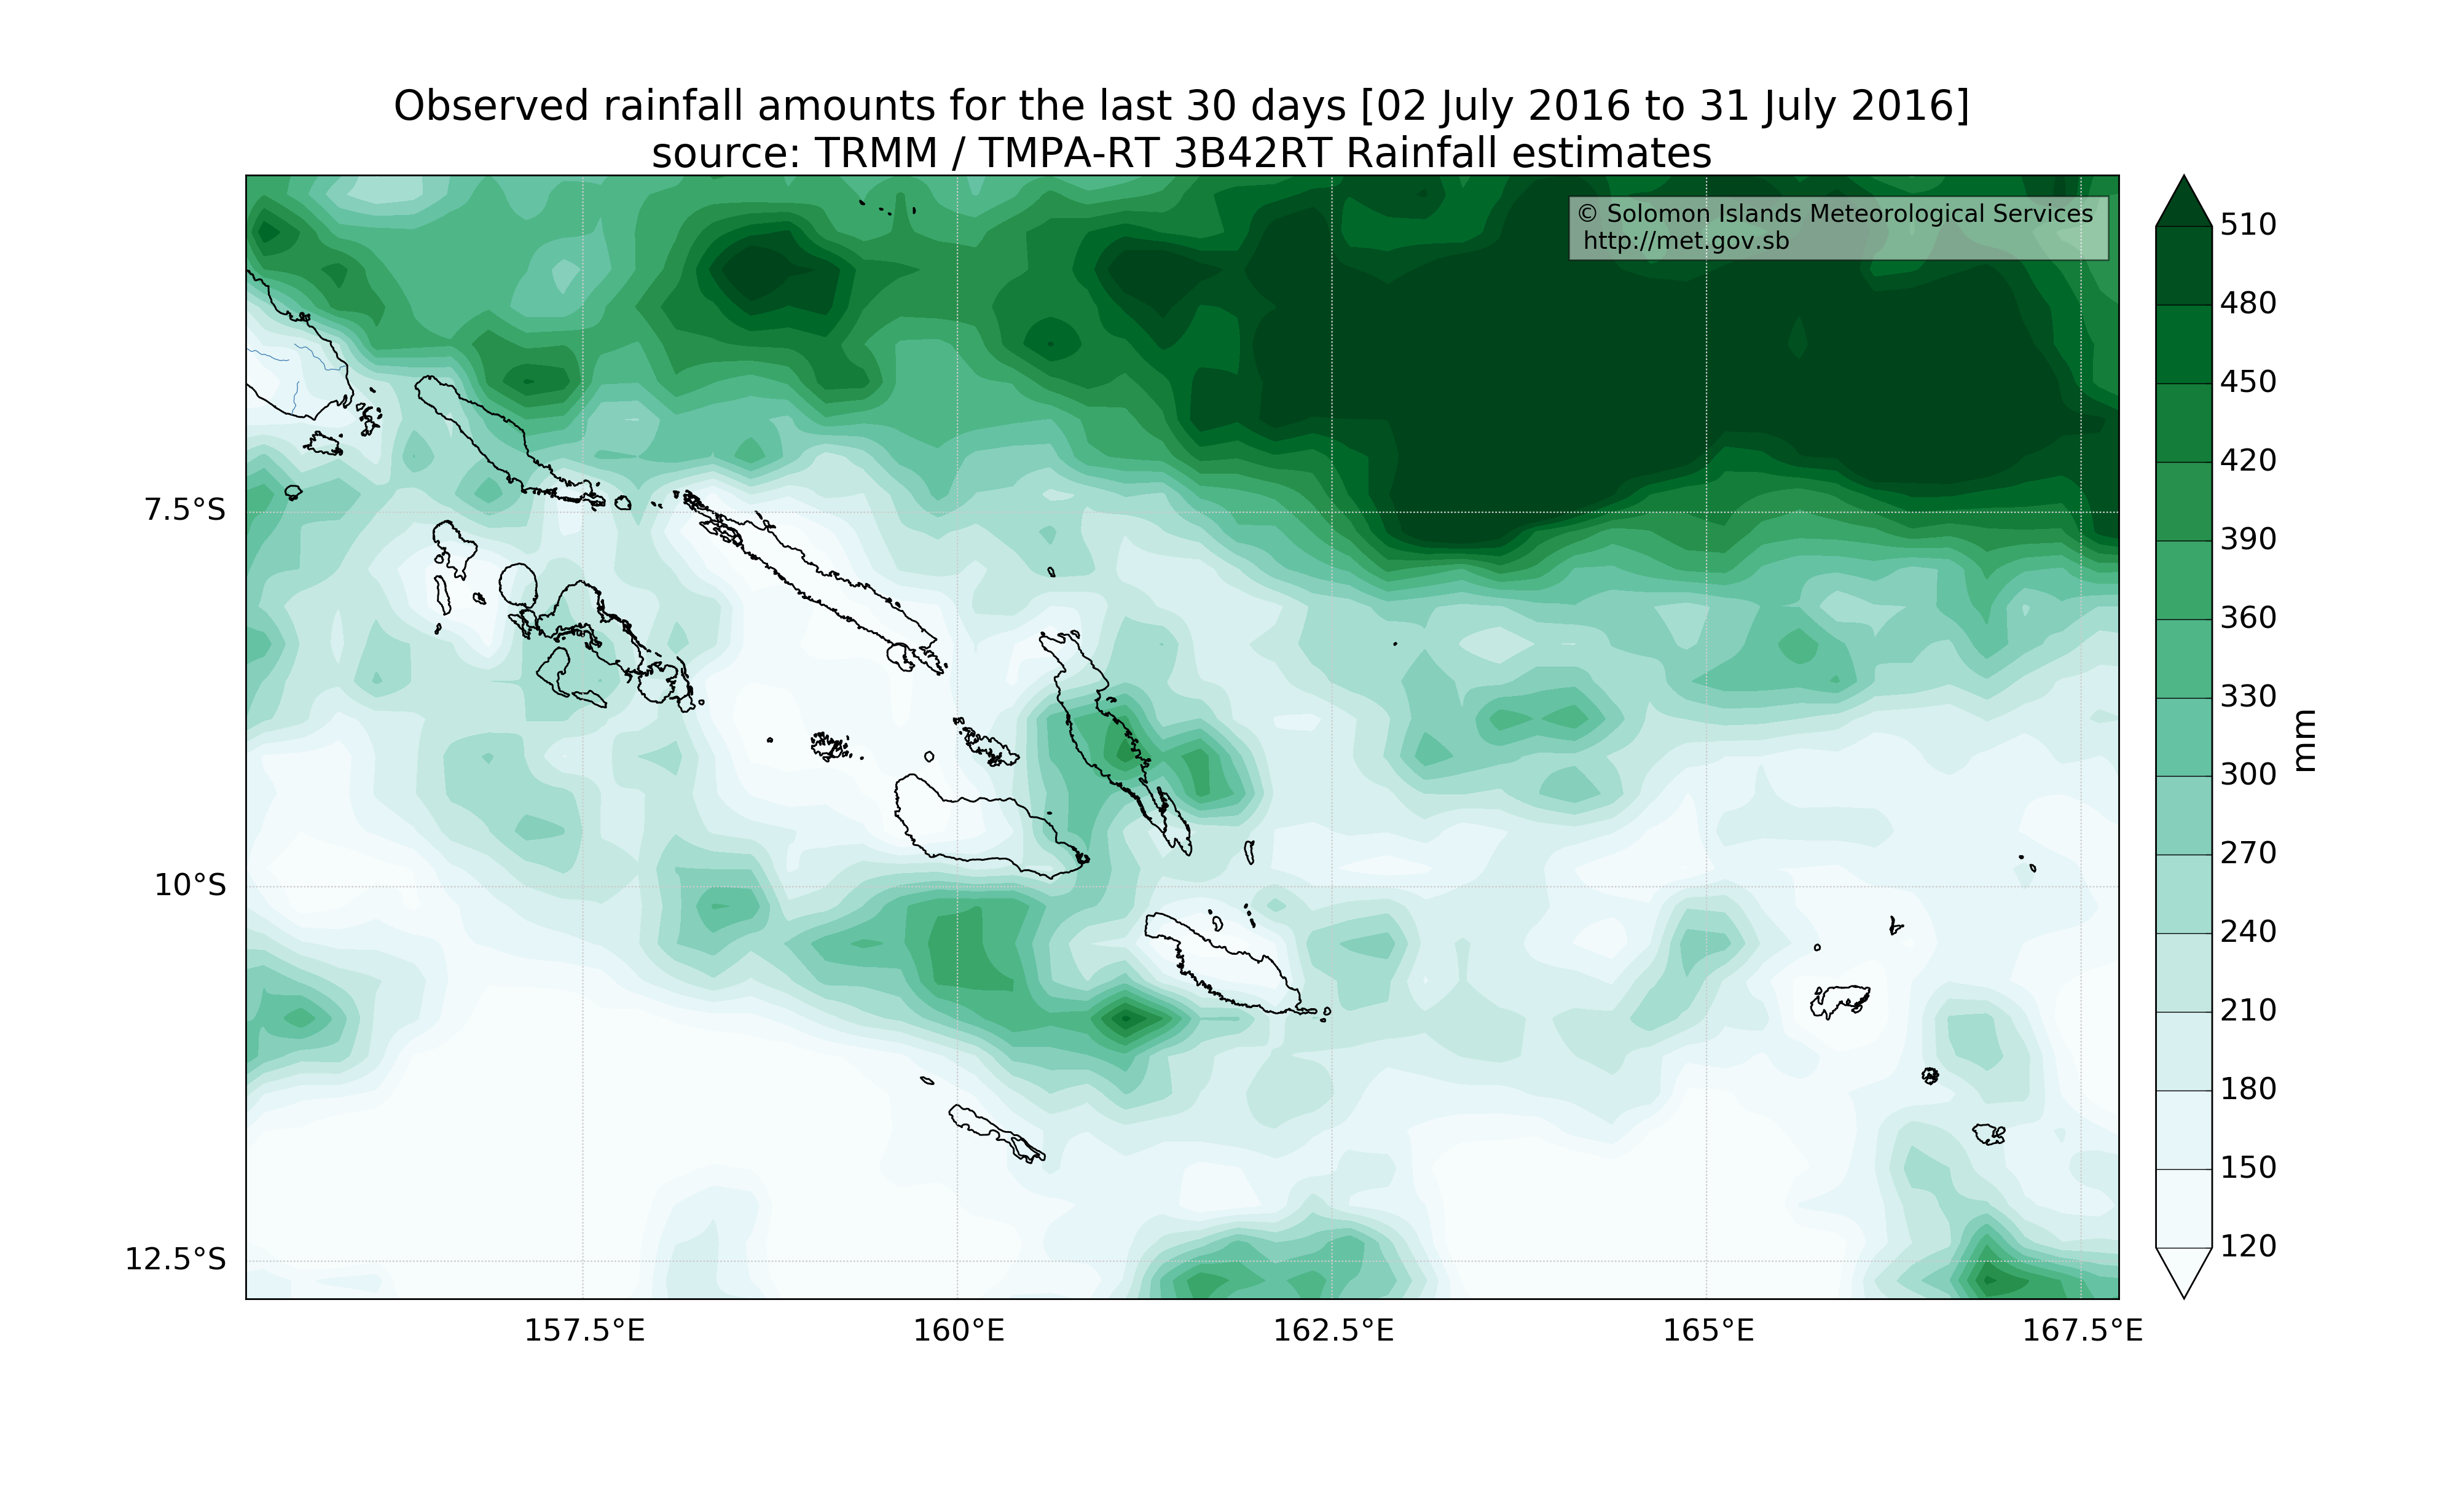 Observed rainfall amounts for the last 30 days [02 July 2016 to 31 July 2016]
source: TRMM / TMPA-RT 3B42RT Rainfall estimates
© Solomon Islands Meteorological Services
http://met.gov.sb
7.5°S
10°S
12.5°S
157.5°E
160°E
162.5°E
165°E
167.5°E
510
480
450
420
390
360
330
300
270
240
210
180
150
120
mm